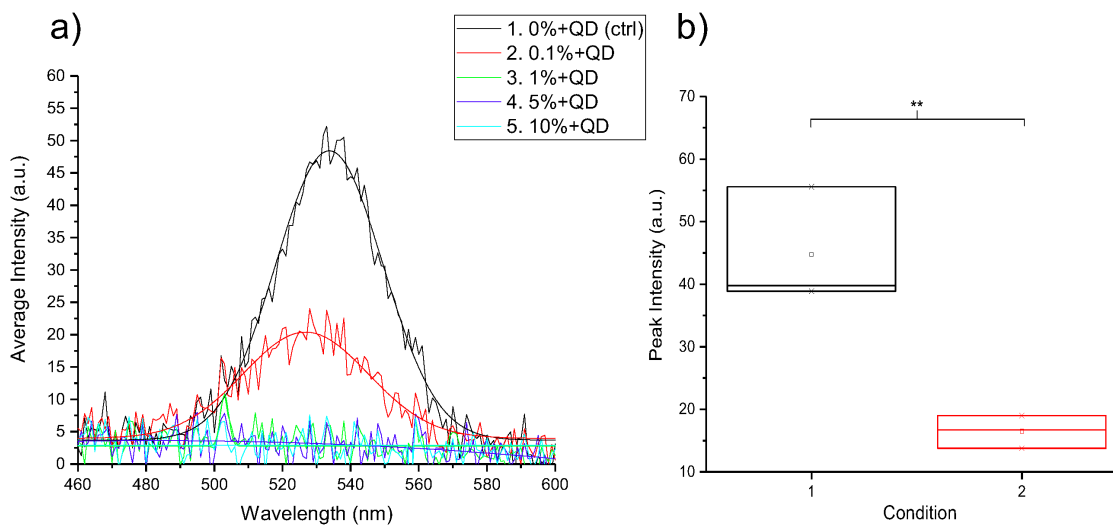 a)
1. 0%+QD (ctrl)
2. 0.1%+QD
3. 1%+QD
4. 5%+QD
5. 10%+QD
60
55
50
45
40
35
30
25
20
15
10
5
0
460 480 500 520 540 560 580 600
Average Intensity (a.u.)
Wavelength (nm)
b)
**
70
60
50
40
30
20
10
1 2
Peak Intensity (a.u.)
Condition